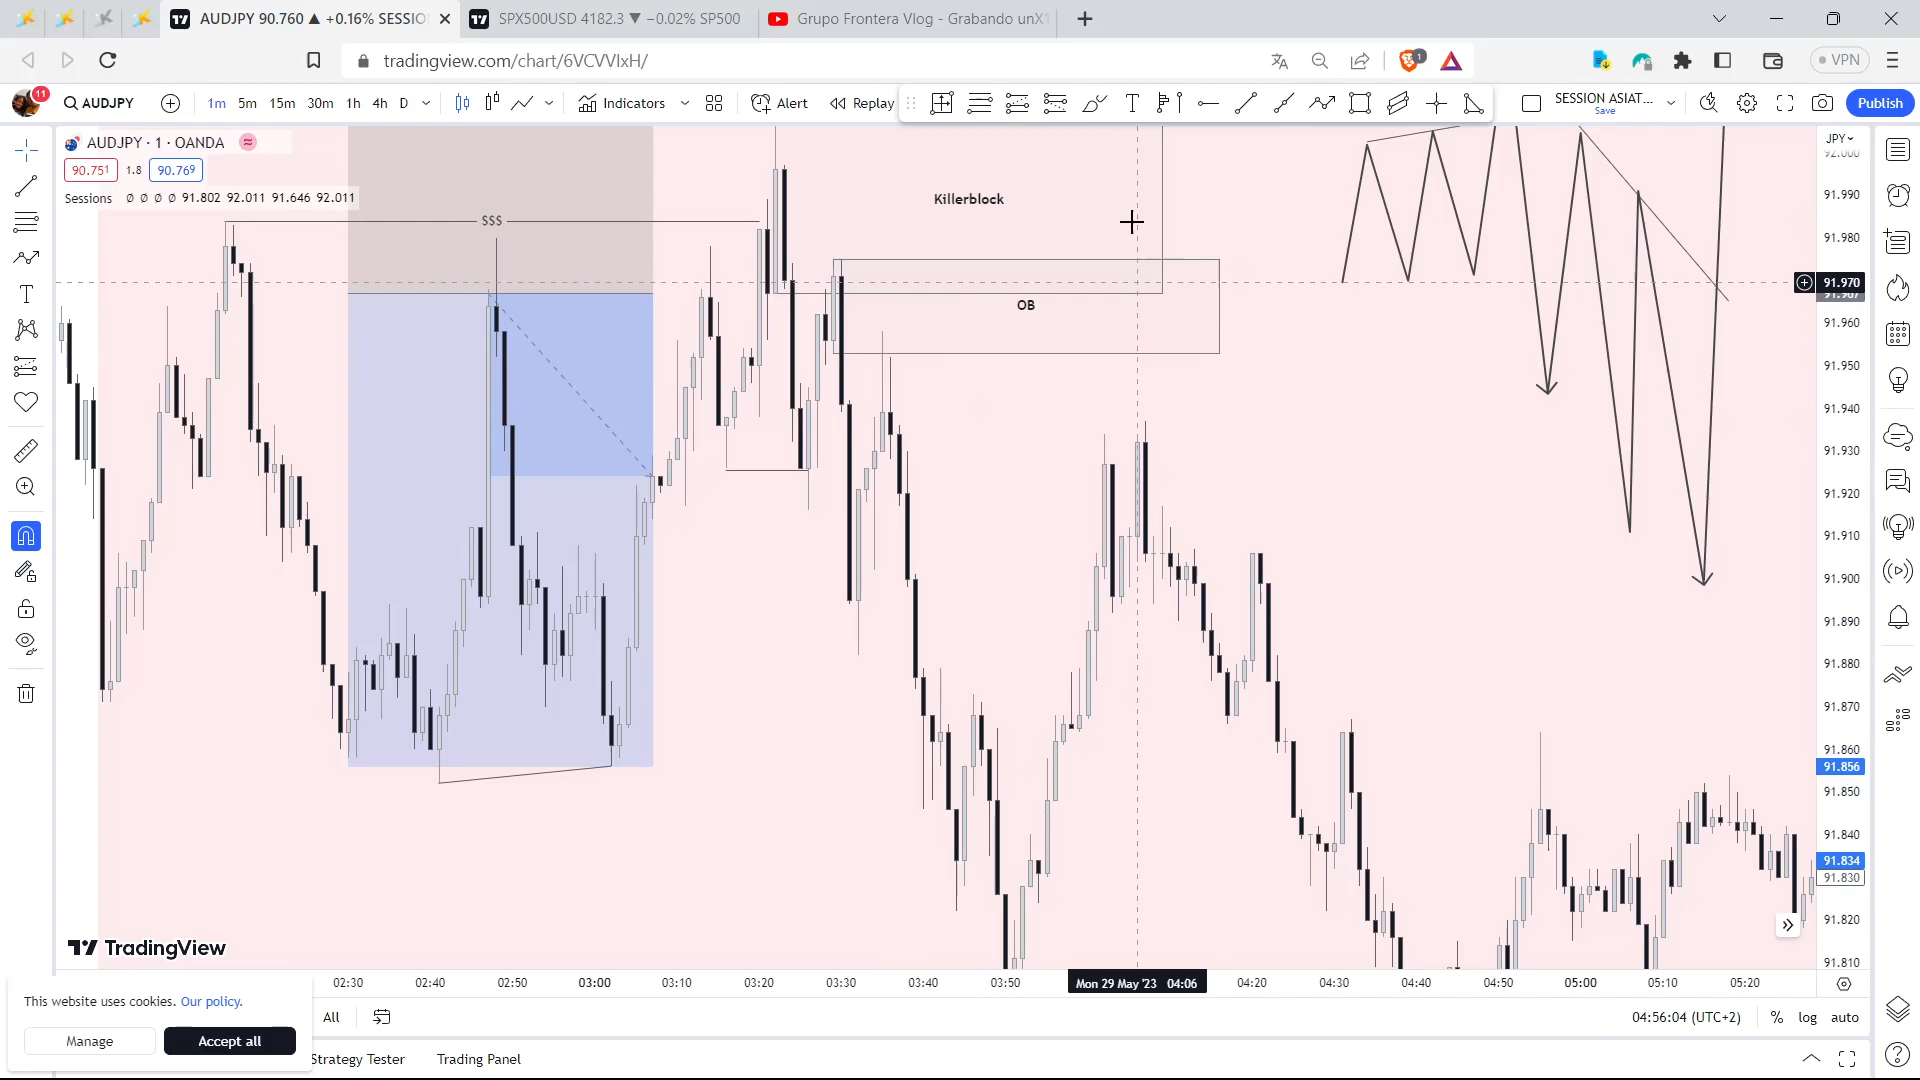 AUDJPY 90.760 ▲ +0.16% SESSIO
SPX500USD 4182.3 ▼ −0.02% SP500
Grupo Frontera Vlog - Grabando unX1
tradingview.com/chart/6VCVVIxH/
1
VPN
11
AUDJPY
1m 5m 15m 30m 1h 4h D
Indicators
Alert
Replay
SESSION ASIAT...
Save
Publish
AUDJPY · 1 · OANDA
90.751 1.8 90.769
Sessions Ø Ø Ø Ø 91.802 92.011 91.646 92.011
$$$
Killerblock
OB
JPY
92.000
91.990
91.980
91.970
91.967
91.960
91.950
91.940
91.930
91.920
91.910
91.900
91.890
91.880
91.870
91.860
91.856
91.850
91.840
91.834
91.830
91.820
91.810
TradingView
02:30 02:40 02:50 03:00 03:10 03:20 03:30 03:40 03:50 Mon 29 May '23 04:06 04:20 04:30 04:40 04:50 05:00 05:10 05:20
This website uses cookies. Our policy.
Manage
Accept all
All
04:56:04 (UTC+2)
% log auto
Strategy Tester
Trading Panel